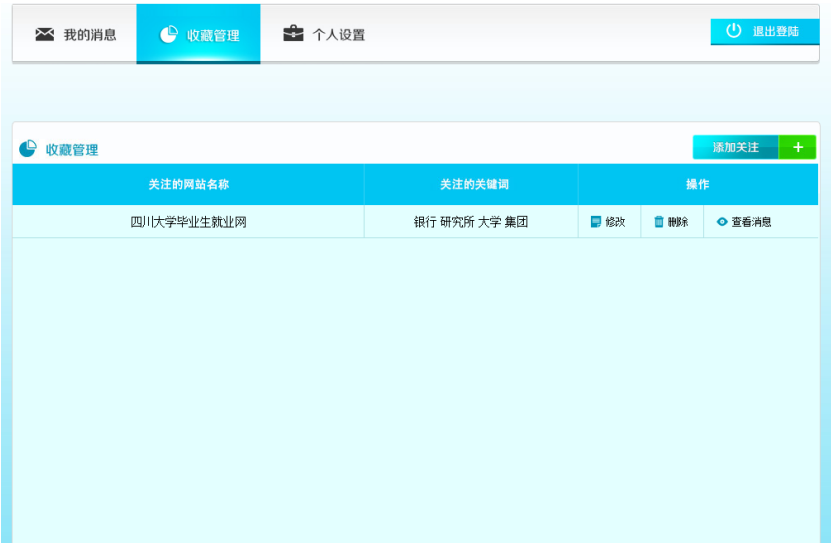 我的消息 收藏管理 个人设置 退出登陆
收藏管理 添加关注 +
关注的网站名称 关注的关键词 操作
四川大学毕业生就业网 银行 研究所 大学 集团 修改 删除 查看消息